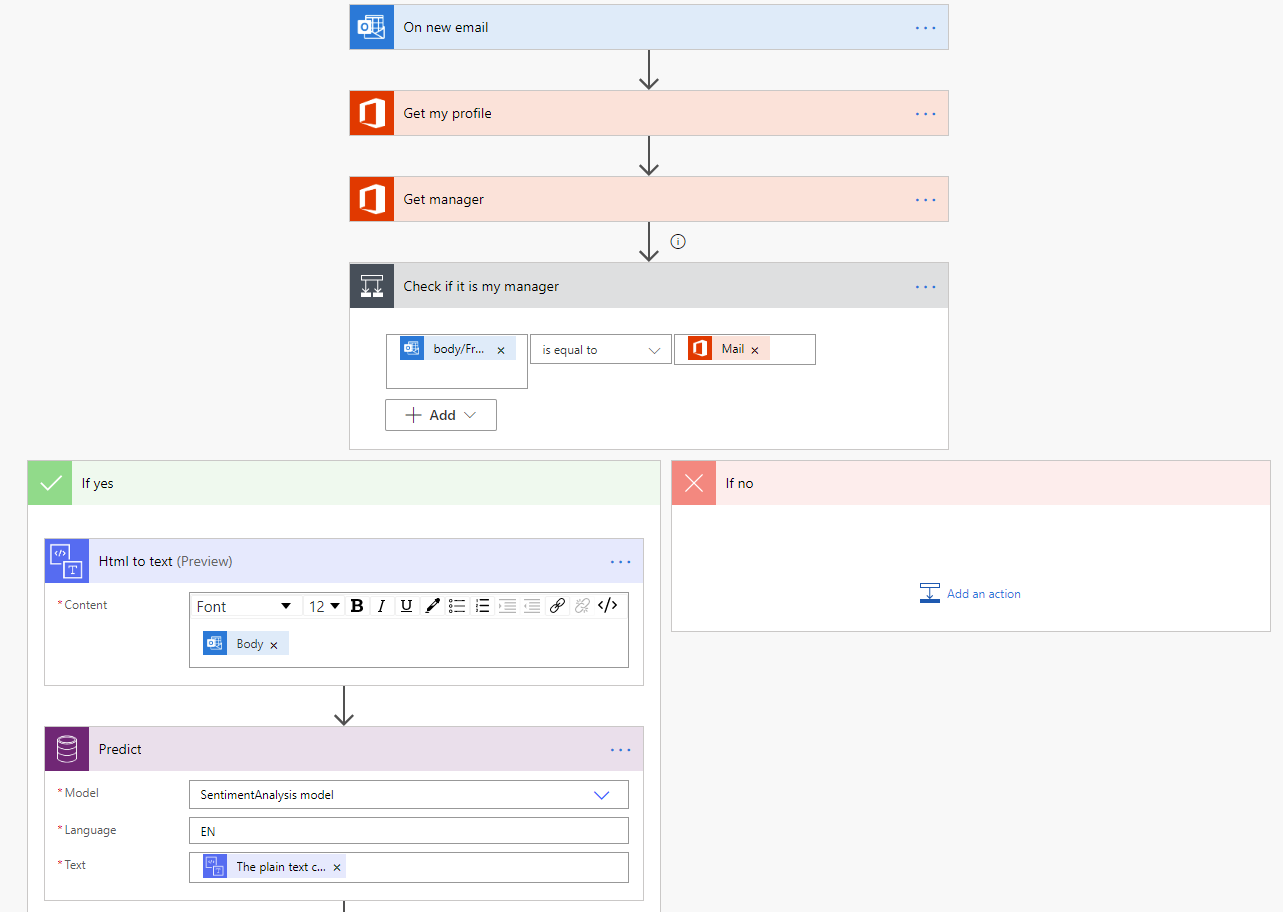 On new email
Get my profile
Get manager
Check if it is my manager
body/Fr... is equal to Mail
Add
If yes
If no
Html to text (Preview)
Add an action
* Content
Font 12 B I U
Body
Predict
* Model SentimentAnalysis model
* Language EN
* Text The plain text c...